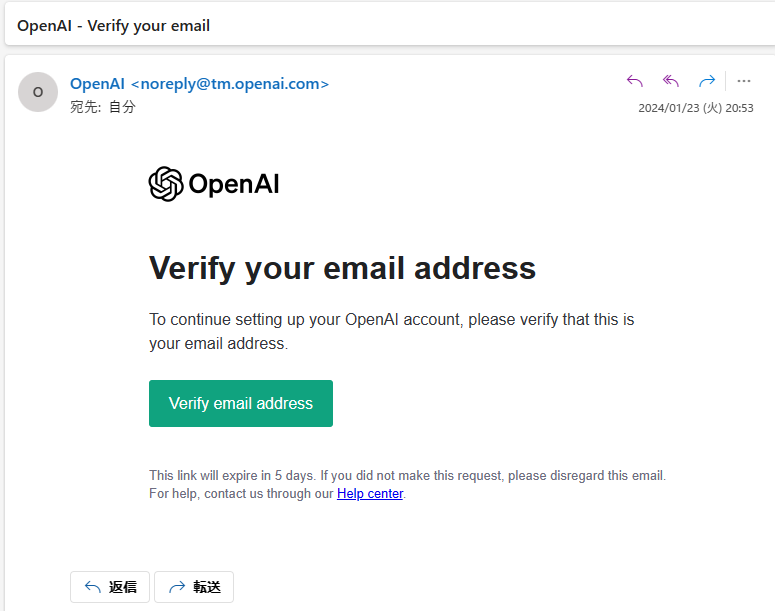 OpenAI - Verify your email
O
OpenAI <noreply@tm.openai.com>
宛先: 自分
2024/01/23 (火) 20:53
OpenAI
Verify your email address
To continue setting up your OpenAI account, please verify that this is
your email address.
Verify email address
This link will expire in 5 days. If you did not make this request, please disregard this email.
For help, contact us through our Help center.
返信
転送